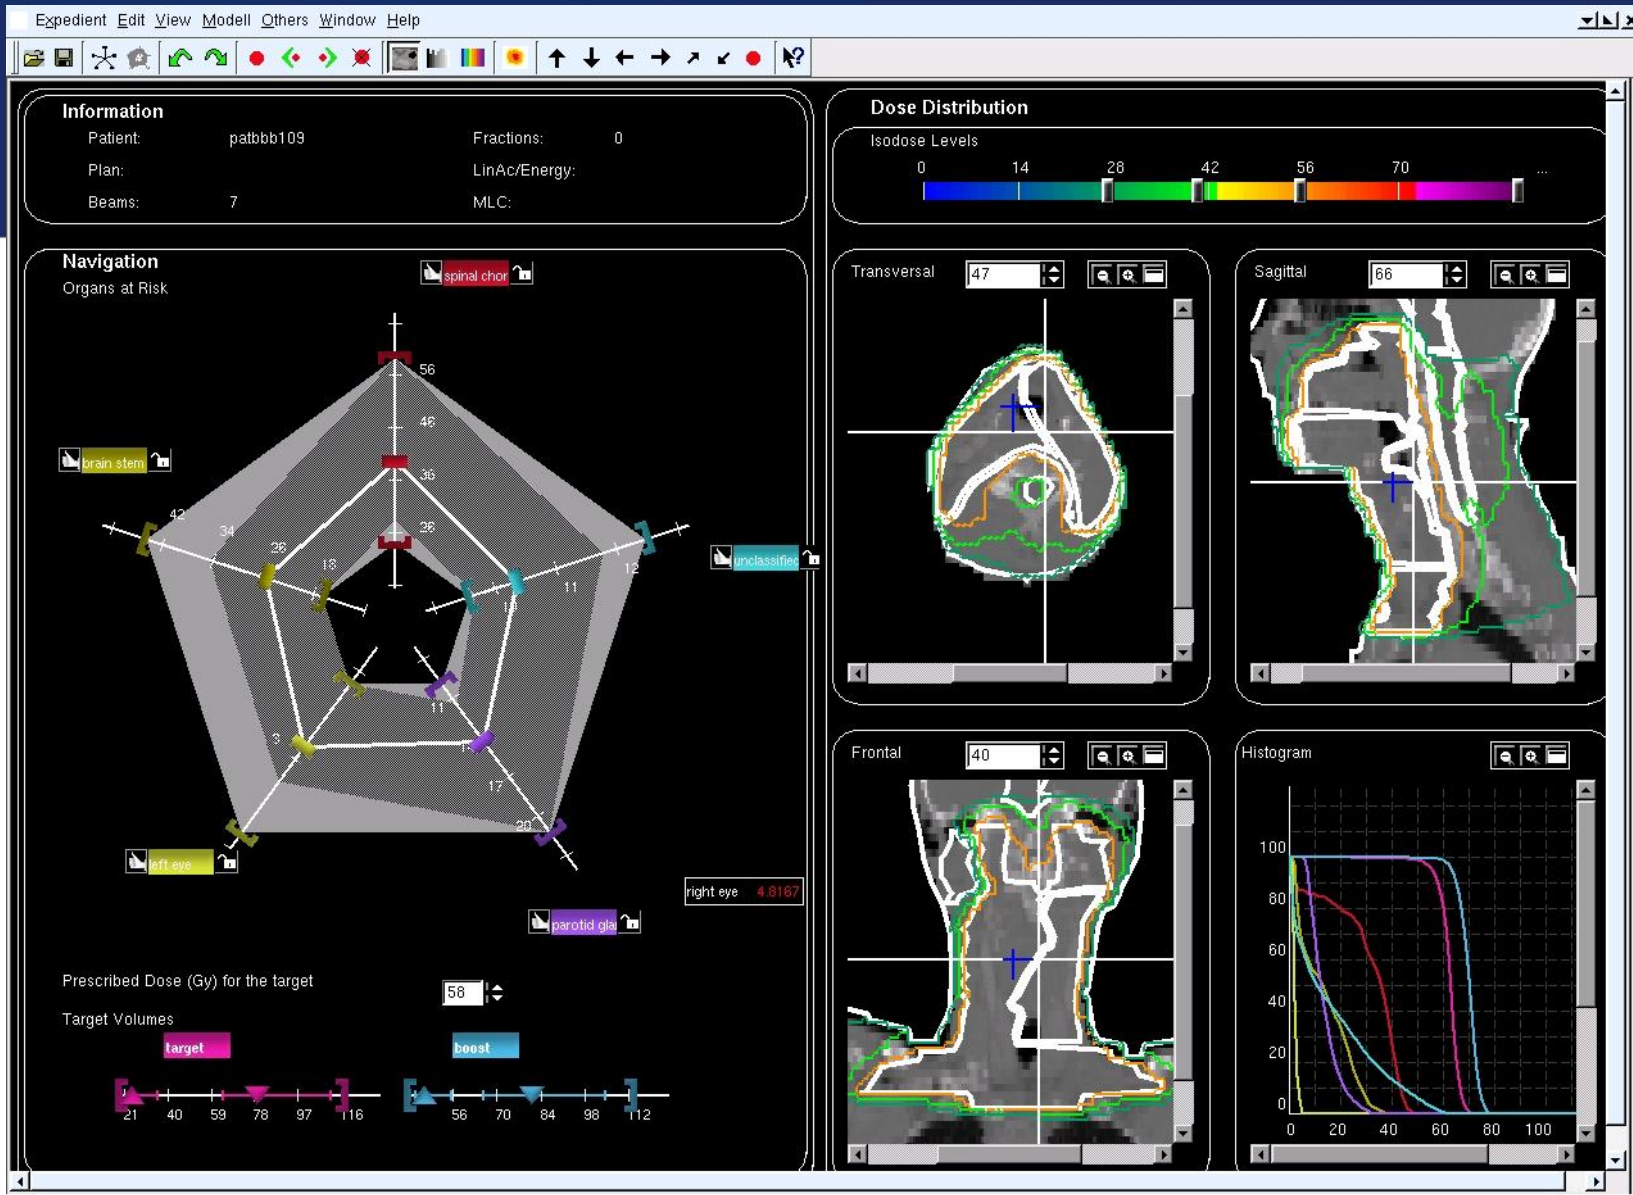 Expedient Edit View Modell Others Window Help
Information
Patient: patbbb109 Fractions: 0
Plan: LinAc/Energy:
Beams: 7 MLC:
Navigation
Organs at Risk
spinal chor
56
46
36
26
brain stem
42
34
26
18
unclassified
12
11
11
3
17
20
left eye
right eye 4.8167
parotid gla
Prescribed Dose (Gy) for the target
58
Target Volumes
target boost
21 40 59 78 97 116
56 70 84 98 112
Dose Distribution
Isodose Levels
0 14 28 42 56 70 ...
Transversal 47
Sagittal 66
Frontal 40
Histogram
100
80
60
40
20
0
0 20 40 60 80 100